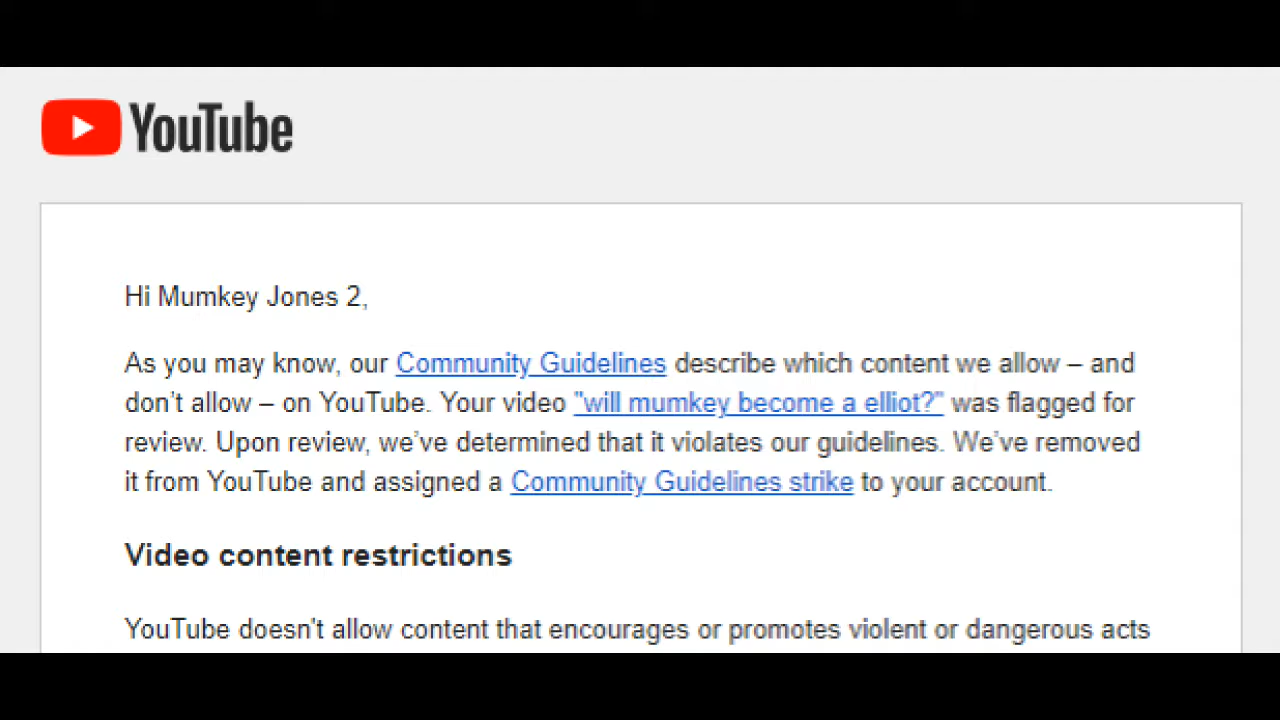 YouTube
Hi Mumkey Jones 2,
As you may know, our Community Guidelines describe which content we allow – and
don’t allow – on YouTube. Your video "will mumkey become a elliot?" was flagged for
review. Upon review, we’ve determined that it violates our guidelines. We’ve removed
it from YouTube and assigned a Community Guidelines strike to your account.
Video content restrictions
YouTube doesn't allow content that encourages or promotes violent or dangerous acts